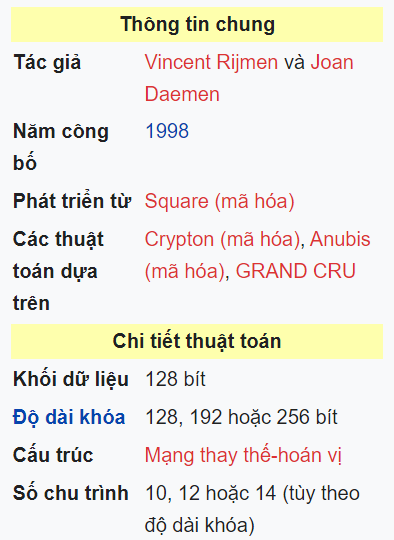 Thông tin chung
Tác giả Vincent Rijmen và Joan
Daemen
Năm công 1998
bố
Phát triển từ Square (mã hóa)
Các thuật Crypton (mã hóa), Anubis
toán dựa (mã hóa), GRAND CRU
trên
Chi tiết thuật toán
Khối dữ liệu 128 bít
Độ dài khóa 128, 192 hoặc 256 bít
Cấu trúc Mạng thay thế-hoán vị
Số chu trình 10, 12 hoặc 14 (tùy theo
độ dài khóa)